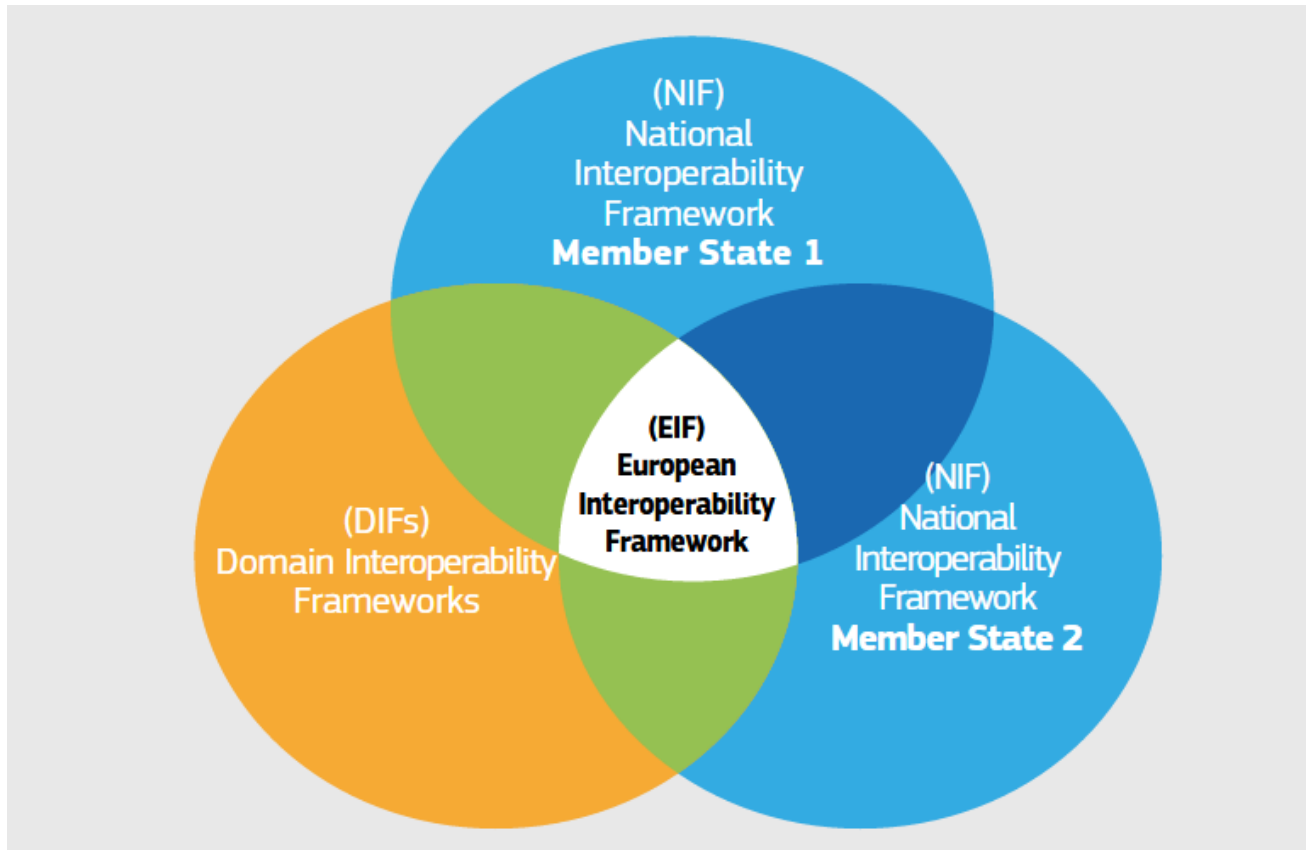 (NIF)
National
Interoperability
Framework
Member State 1
(EIF)
European
Interoperability
Framework
(DIFs)
Domain Interoperability
Frameworks
(NIF)
National
Interoperability
Framework
Member State 2